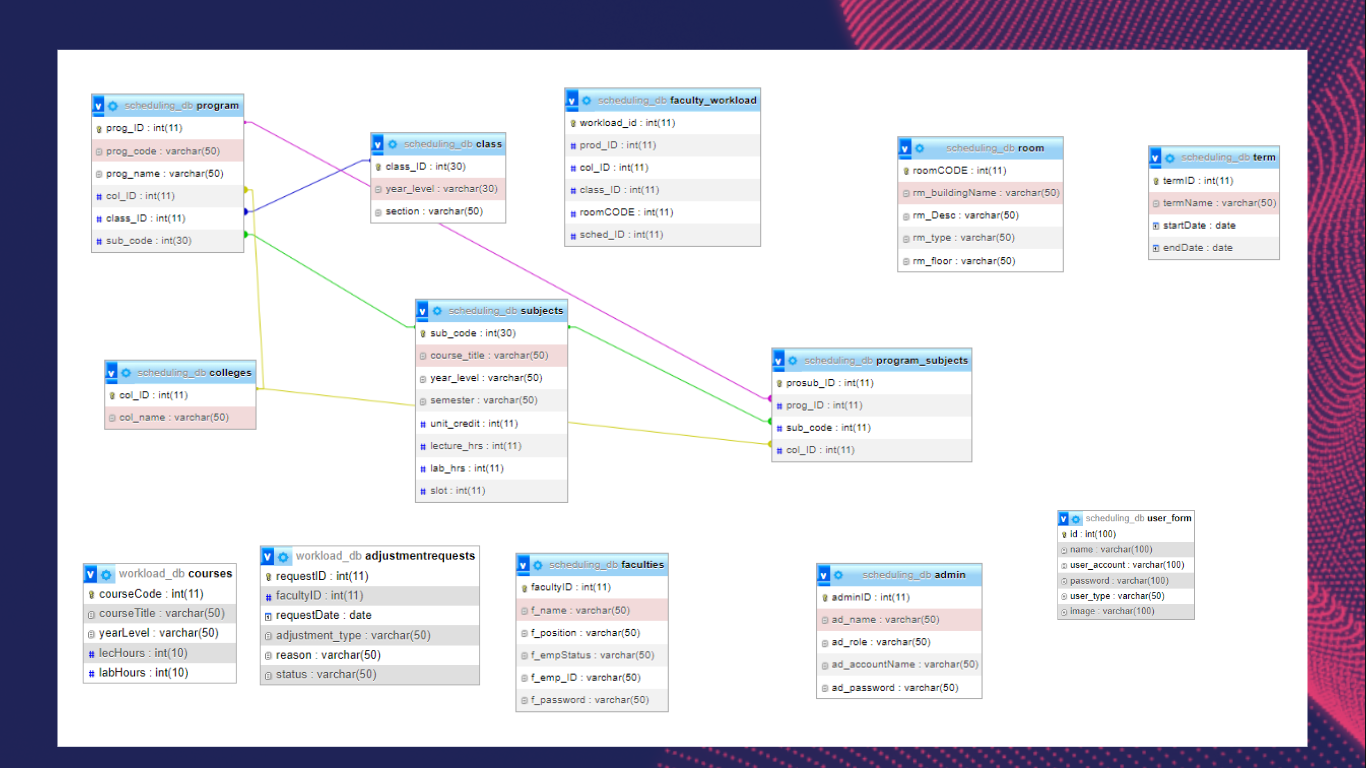 scheduling_db program
prog_ID : int(11)
prog_code : varchar(50)
prog_name : varchar(50)
col_ID : int(11)
class_ID : int(11)
sub_code : int(30)
scheduling_db class
class_ID : int(30)
year_level : varchar(30)
section : varchar(50)
scheduling_db faculty_workload
workload_id : int(11)
prod_ID : int(11)
col_ID : int(11)
class_ID : int(11)
roomCODE : int(11)
sched_ID : int(11)
scheduling_db room
roomCODE : int(11)
rm_buildingName : varchar(50)
rm_Desc : varchar(50)
rm_type : varchar(50)
rm_floor : varchar(50)
scheduling_db term
termID : int(11)
termName : varchar(50)
startDate : date
endDate : date
scheduling_db colleges
col_ID : int(11)
col_name : varchar(50)
scheduling_db subjects
sub_code : int(30)
course_title : varchar(50)
year_level : varchar(50)
semester : varchar(50)
unit_credit : int(11)
lecture_hrs : int(11)
lab_hrs : int(11)
slot : int(11)
scheduling_db program_subjects
prosub_ID : int(11)
prog_ID : int(11)
sub_code : int(11)
col_ID : int(11)
workload_db courses
courseCode : int(11)
courseTitle : varchar(50)
yearLevel : varchar(50)
lecHours : int(10)
labHours : int(10)
workload_db adjustmentrequests
requestID : int(11)
facultyID : int(11)
requestDate : date
adjustment_type : varchar(50)
reason : varchar(50)
status : varchar(50)
scheduling_db faculties
facultyID : int(11)
f_name : varchar(50)
f_position : varchar(50)
f_empStatus : varchar(50)
f_emp_ID : varchar(50)
f_password : varchar(50)
scheduling_db admin
adminID : int(11)
ad_name : varchar(50)
ad_role : varchar(50)
ad_accountName : varchar(50)
ad_password : varchar(50)
scheduling_db user_form
id : int(100)
name : varchar(100)
user_account : varchar(100)
password : varchar(100)
user_type : varchar(50)
image : varchar(100)